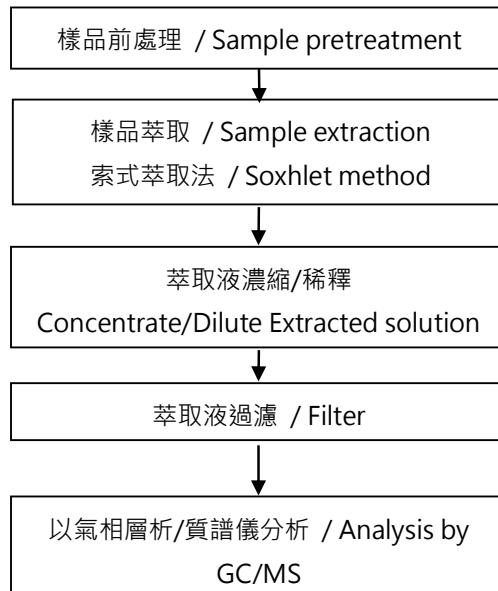 樣品前處理 / Sample pretreatment
樣品萃取 / Sample extraction
索式萃取法 / Soxhlet method
萃取液濃縮/稀釋
Concentrate/Dilute Extracted solution
萃取液過濾 / Filter
以氣相層析/質譜儀分析 / Analysis by
GC/MS